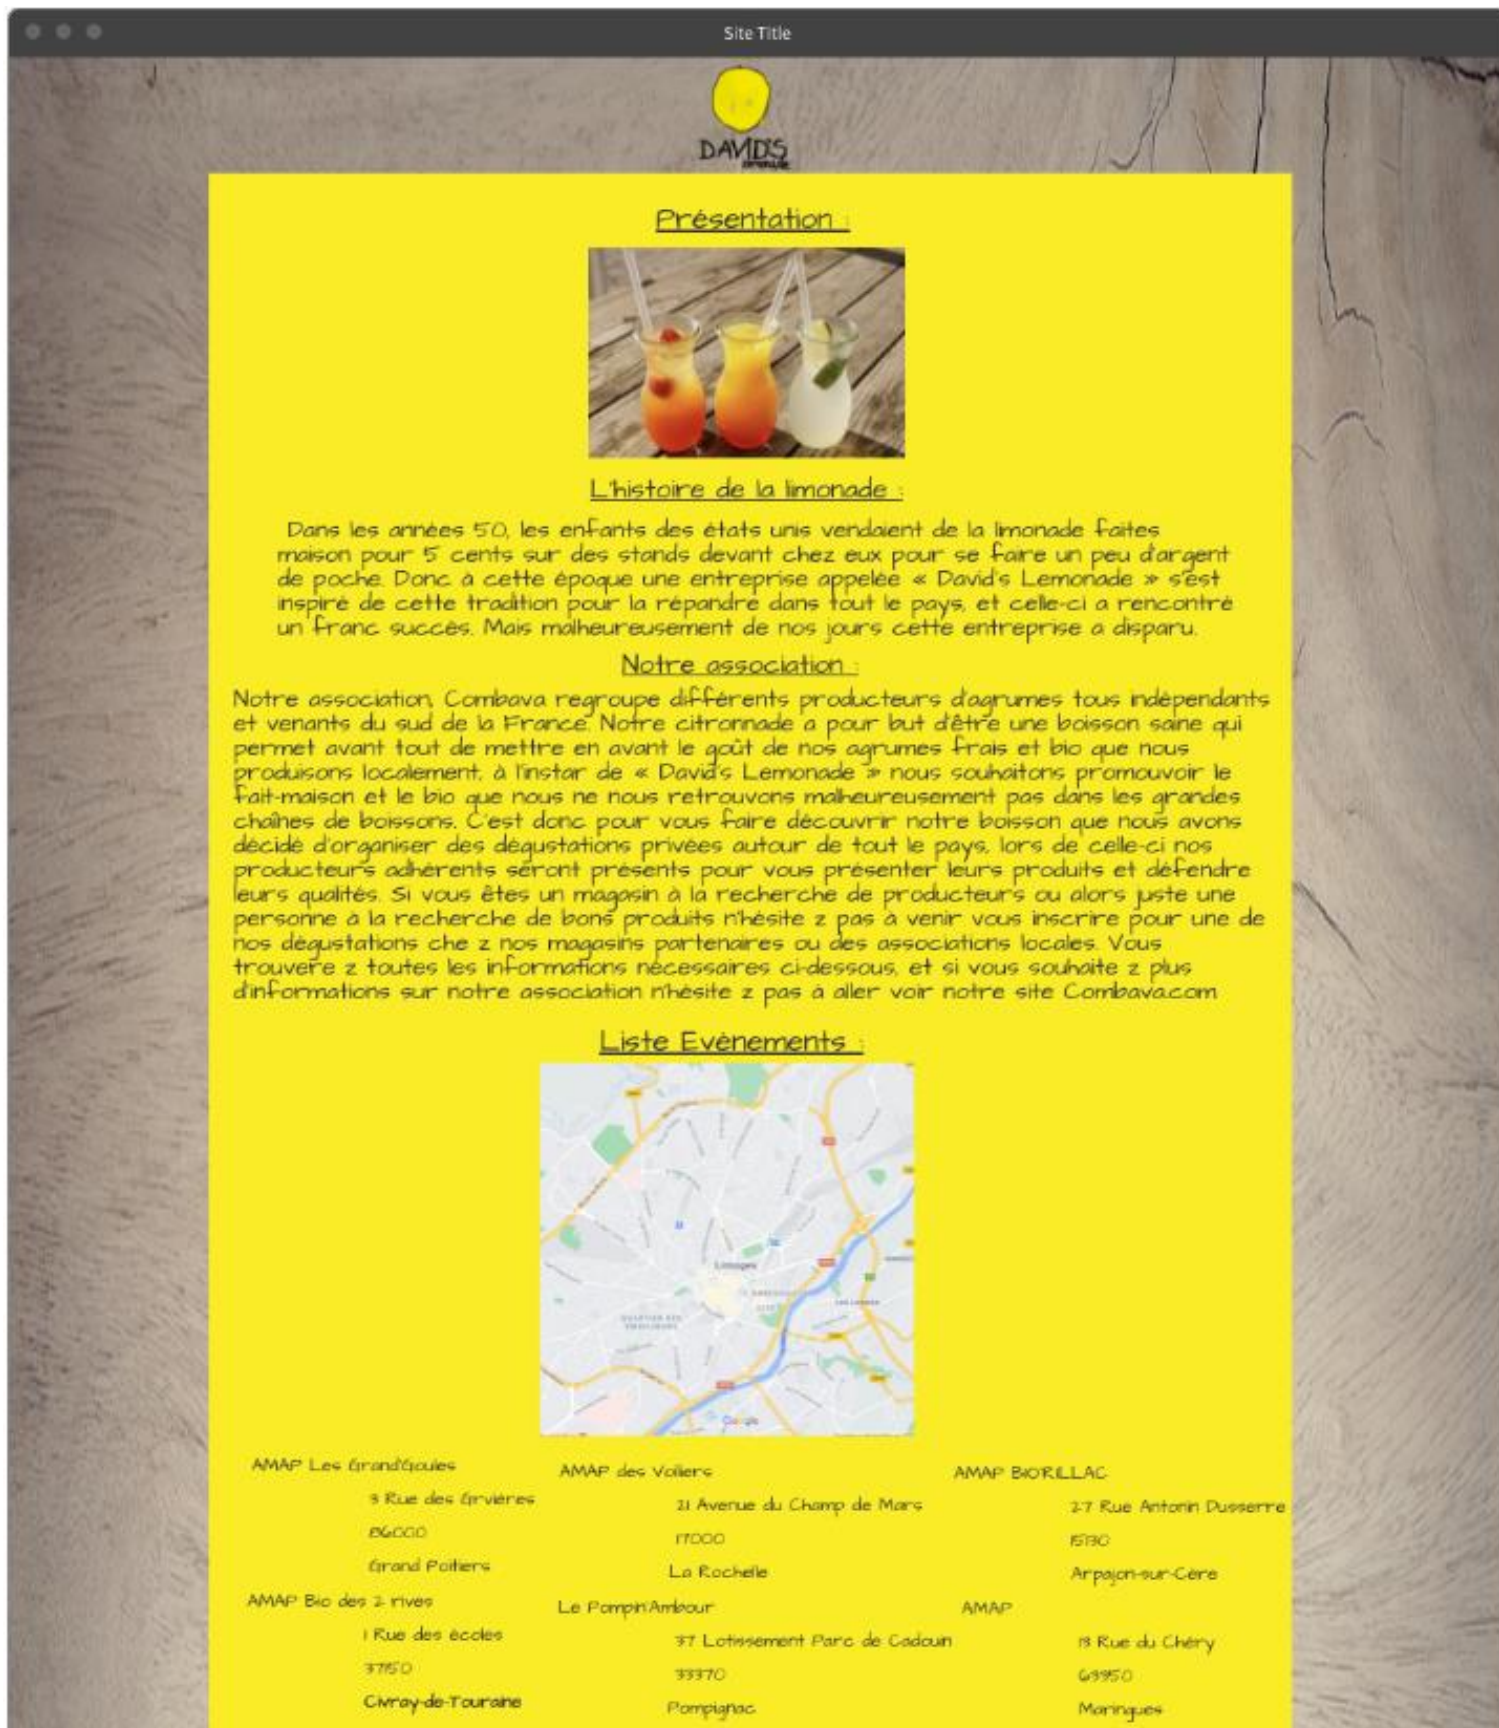 Site Title
DAVID'S
Présentation :
L'histoire de la limonade :
Dans les années 50, les enfants des états unis vendaient de la limonade faites
maison pour 5 cents sur des stands devant chez eux pour se faire un peu d'argent
de poche. Donc à cette époque une entreprise appelée « David's Lemonade » s'est
inspiré de cette tradition pour la répandre dans tout le pays, et celle-ci a rencontré
un franc succès. Mais malheureusement de nos jours cette entreprise a disparu.
Notre association :
Notre association, Combava regroupe différents producteurs d'agrumes tous indépendants
et venants du sud de la France. Notre citronnade a pour but d'être une boisson saine qui
permet avant tout de mettre en avant le goût de nos agrumes frais et bio que nous
produisons localement, à l'instar de « David's Lemonade » nous souhaitons promouvoir le
fait-maison et le bio que nous ne nous retrouvons malheureusement pas dans les grandes
chaînes de boissons. C'est donc pour vous faire découvrir notre boisson que nous avons
décidé d'organiser des dégustations privées autour de tout le pays, lors de celle-ci nos
producteurs adhérents seront présents pour vous présenter leurs produits et défendre
leurs qualités. Si vous êtes un magasin à la recherche de producteurs ou alors juste une
personne à la recherche de bons produits n'hésite z pas à venir vous inscrire pour une de
nos dégustations che z nos magasins partenaires ou des associations locales. Vous
trouvere z toutes les informations nécessaires ci-dessous, et si vous souhaite z plus
d'informations sur notre association n'hésite z pas à aller voir notre site Combava.com
Liste Evènements :
Limoges
Google
AMAP Les Grand'Goules
AMAP des Voiliers
AMAP BIO'RILLAC
3 Rue des Grvières
21 Avenue du Champ de Mars
27 Rue Antonin Dusserre
86000
17000
15130
Grand Poitiers
La Rochelle
Arpajon-sur-Cère
AMAP Bio des 2 rives
Le Pompin'Ambour
AMAP
1 Rue des écoles
37 Lotissement Parc de Cadouin
13 Rue du Chéry
37150
33370
63350
Civray-de-Touraine
Pompignac
Maringues